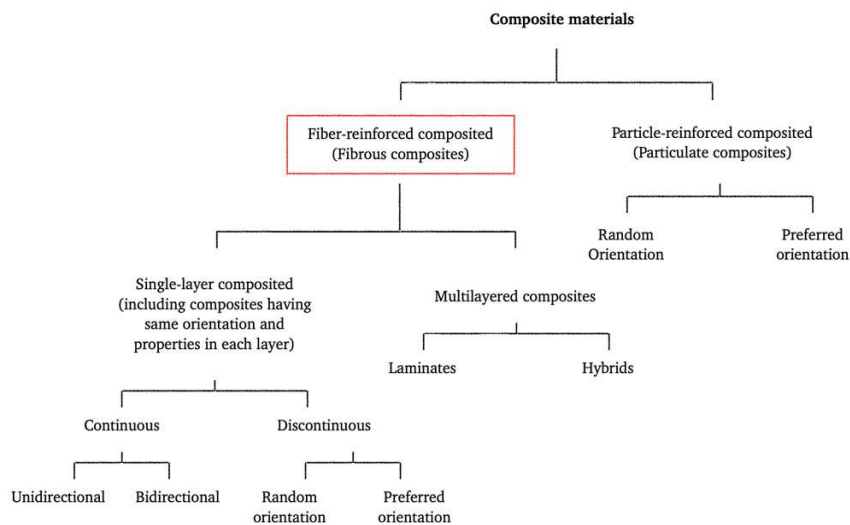 Composite materials
Fiber-reinforced composited
(Fibrous composites)
Particle-reinforced composited
(Particulate composites)
Random
Orientation
Preferred
orientation
Single-layer composited
(including composites having
same orientation and
properties in each layer)
Multilayered composites
Laminates
Hybrids
Continuous
Discontinuous
Unidirectional
Bidirectional
Random
orientation
Preferred
orientation